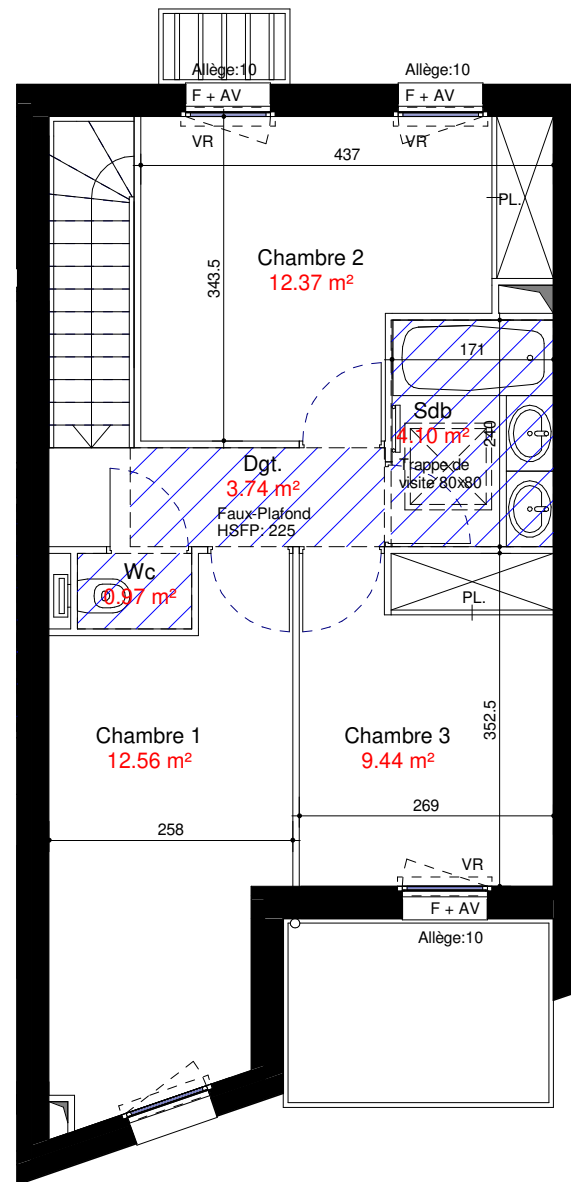 Allège:10
Allège:10
F + AV
F + AV
VR
VR
437
PL.
343.5
Chambre 2
12.37 m²
171
Sdb
4.10 m²
240
Trappe de
visite 80x80
Dgt.
3.74 m²
Faux-Plafond
HSFP: 225
Wc
0.97 m²
PL.
Chambre 1
12.56 m²
Chambre 3
9.44 m²
352.5
258
269
VR
F + AV
Allège:10